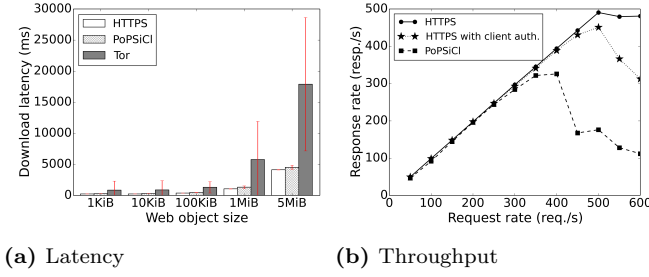 30000
25000
20000
15000
10000
5000
0
Download latency (ms)
HTTPS
PoPSiCl
Tor
1KiB 10KiB 100KiB 1MiB 5MiB
Web object size
(a) Latency
500
400
300
200
100
0
Response rate (resp./s)
HTTPS
HTTPS with client auth.
PoPSiCl
0 100 200 300 400 500 600
Request rate (req./s)
(b) Throughput